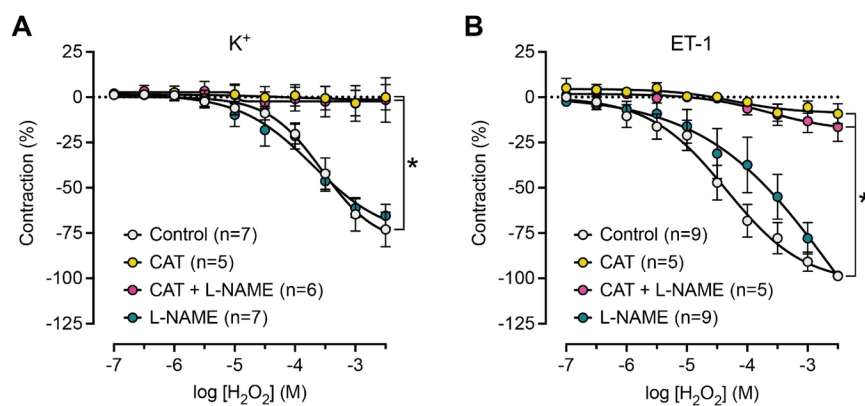 A
K⁺
25
0
-25
-50
-75
-100
-125
Contraction (%)
*
Control (n=7)
CAT (n=5)
CAT + L-NAME (n=6)
L-NAME (n=7)
-7 -6 -5 -4 -3
log [H₂O₂] (M)
B
ET-1
25
0
-25
-50
-75
-100
-125
Contraction (%)
*
Control (n=9)
CAT (n=5)
CAT + L-NAME (n=5)
L-NAME (n=9)
-7 -6 -5 -4 -3
log [H₂O₂] (M)